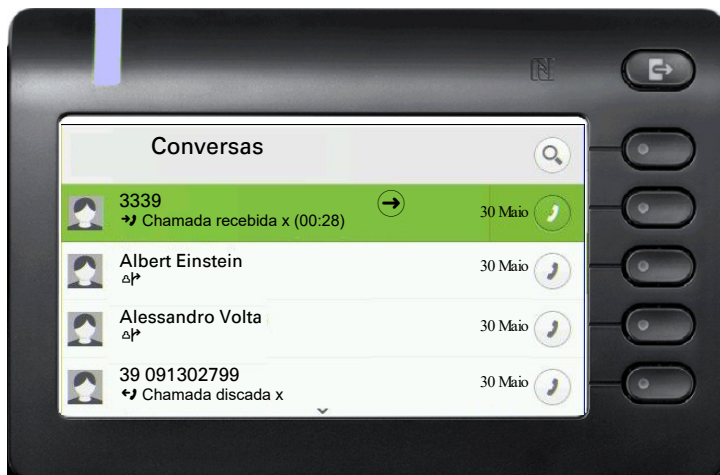 Conversas
3339
30 Maio
Chamada recebida x (00:28)
Albert Einstein
30 Maio
Alessandro Volta
30 Maio
39 091302799
30 Maio
Chamada discada x